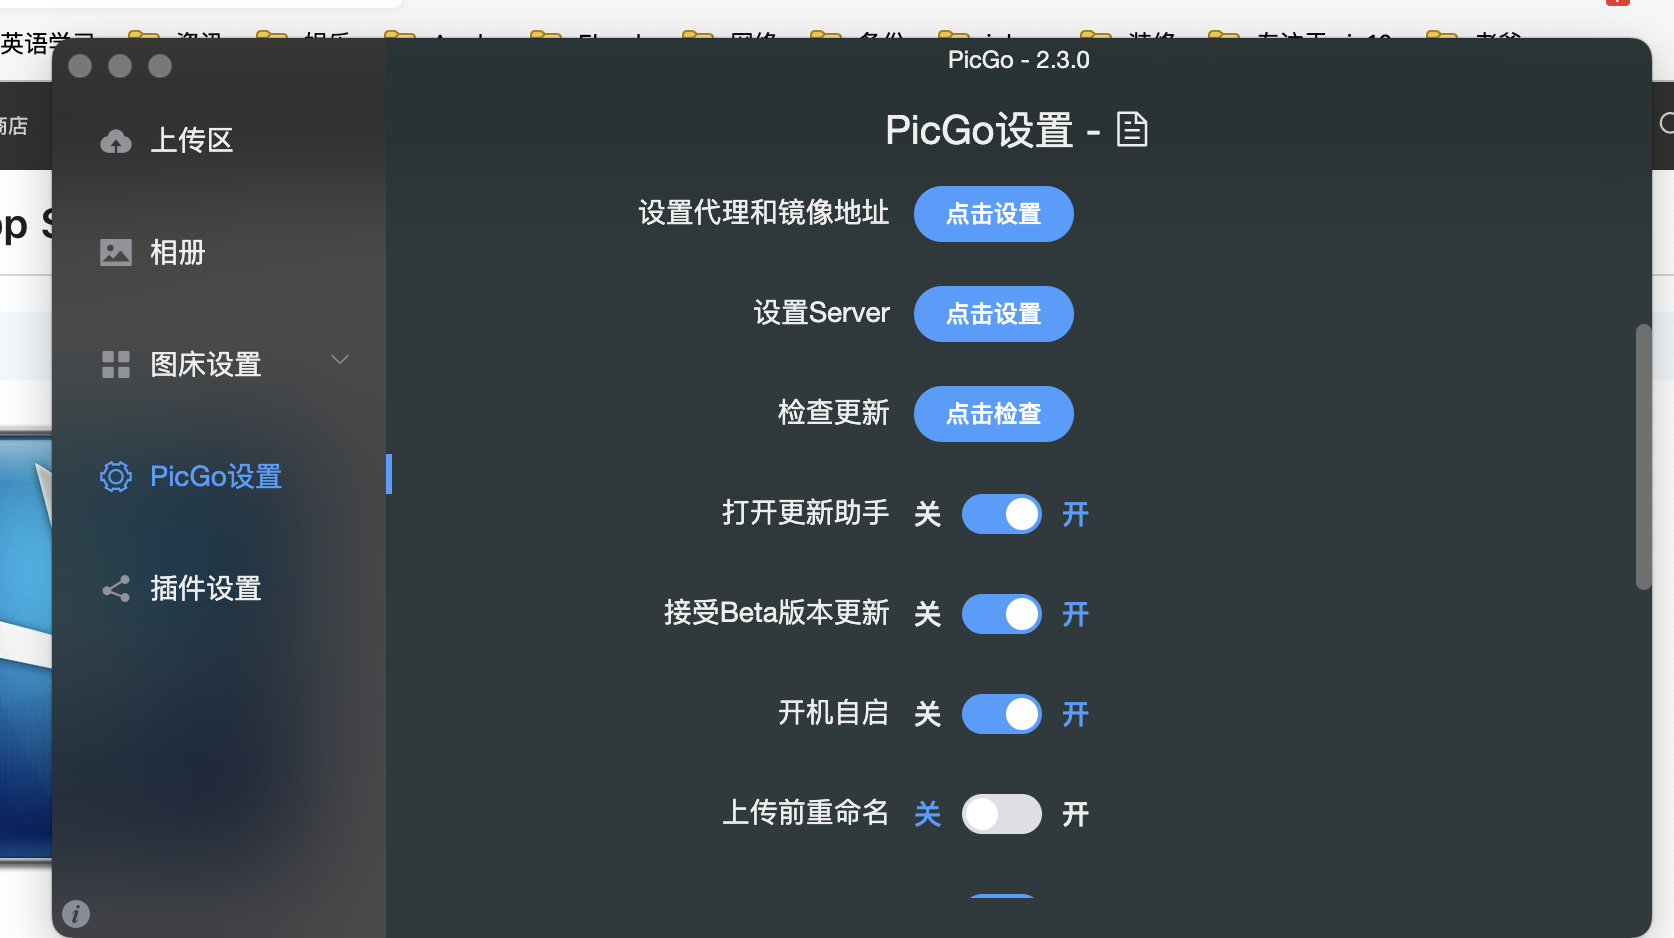 英语学习
PicGo - 2.3.0
商店
上传区
PicGo设置 -
设置代理和镜像地址 点击设置
相册
设置Server 点击设置
图床设置
检查更新 点击检查
PicGo设置
打开更新助手 关 开
插件设置
接受Beta版本更新 关 开
开机自启 关 开
上传前重命名 关 开